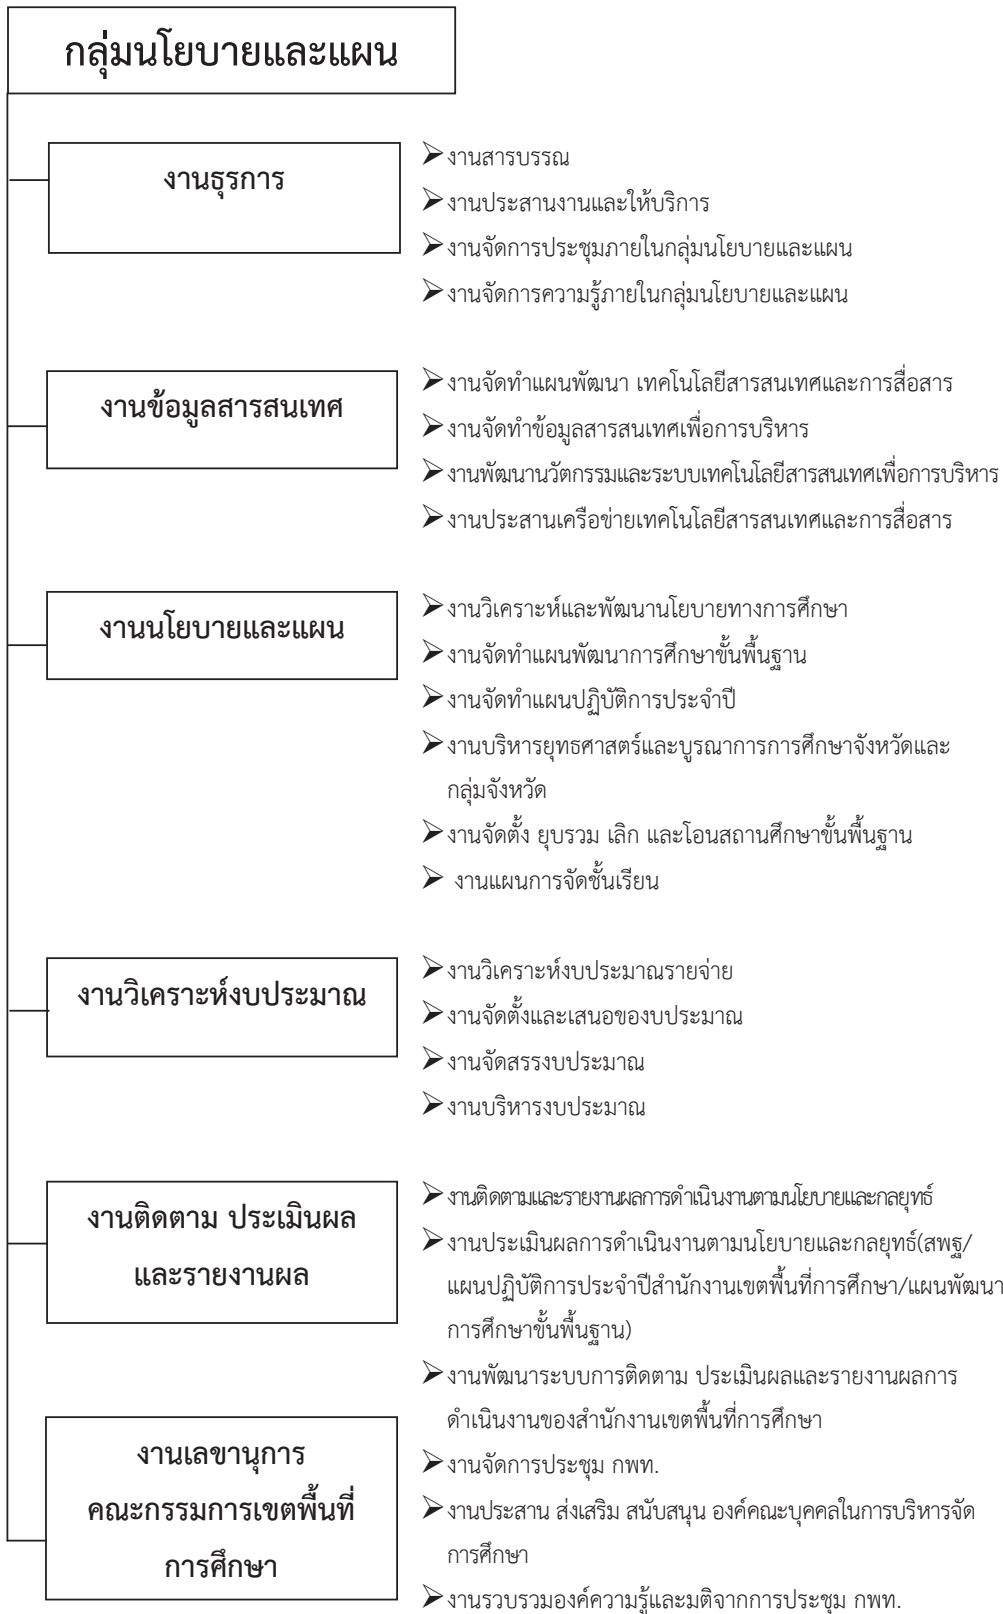 กลุ่มนโยบายและแผน
งานธุรการ
➢งานสารบรรณ
➢งานประสานงานและให้บริการ
➢งานจัดการประชุมภายในกลุ่มนโยบายและแผน
➢งานจัดการความรู้ภายในกลุ่มนโยบายและแผน
งานข้อมูลสารสนเทศ
➢งานจัดทำแผนพัฒนา เทคโนโลยีสารสนเทศและการสื่อสาร
➢งานจัดทำข้อมูลสารสนเทศเพื่อการบริหาร
➢งานพัฒนานวัตกรรมและระบบเทคโนโลยีสารสนเทศเพื่อการบริหาร
➢งานประสานเครือข่ายเทคโนโลยีสารสนเทศและการสื่อสาร
งานนโยบายและแผน
➢งานวิเคราะห์และพัฒนานโยบายทางการศึกษา
➢งานจัดทำแผนพัฒนาการศึกษาขั้นพื้นฐาน
➢งานจัดทำแผนปฏิบัติการประจำปี
➢งานบริหารยุทธศาสตร์และบูรณาการการศึกษาจังหวัดและ
กลุ่มจังหวัด
➢งานจัดตั้ง ยุบรวม เลิก และโอนสถานศึกษาขั้นพื้นฐาน
➢ งานแผนการจัดชั้นเรียน
งานวิเคราะห์งบประมาณ
➢งานวิเคราะห์งบประมาณรายจ่าย
➢งานจัดตั้งและเสนอของบประมาณ
➢งานจัดสรรงบประมาณ
➢งานบริหารงบประมาณ
งานติดตาม ประเมินผล
และรายงานผล
➢งานติดตามและรายงานผลการดำเนินงานตามนโยบายและกลยุทธ์
➢งานประเมินผลการดำเนินงานตามนโยบายและกลยุทธ์(สพฐ/
แผนปฏิบัติการประจำปีสำนักงานเขตพื้นที่การศึกษา/แผนพัฒนา
การศึกษาขั้นพื้นฐาน)
➢งานพัฒนาระบบการติดตาม ประเมินผลและรายงานผลการ
ดำเนินงานของสำนักงานเขตพื้นที่การศึกษา
งานเลขานุการ
คณะกรรมการเขตพื้นที่
การศึกษา
➢งานจัดการประชุม กพท.
➢งานประสาน ส่งเสริม สนับสนุน องค์คณะบุคคลในการบริหารจัด
การศึกษา
➢งานรวบรวมองค์ความรู้และมติจากการประชุม กพท.